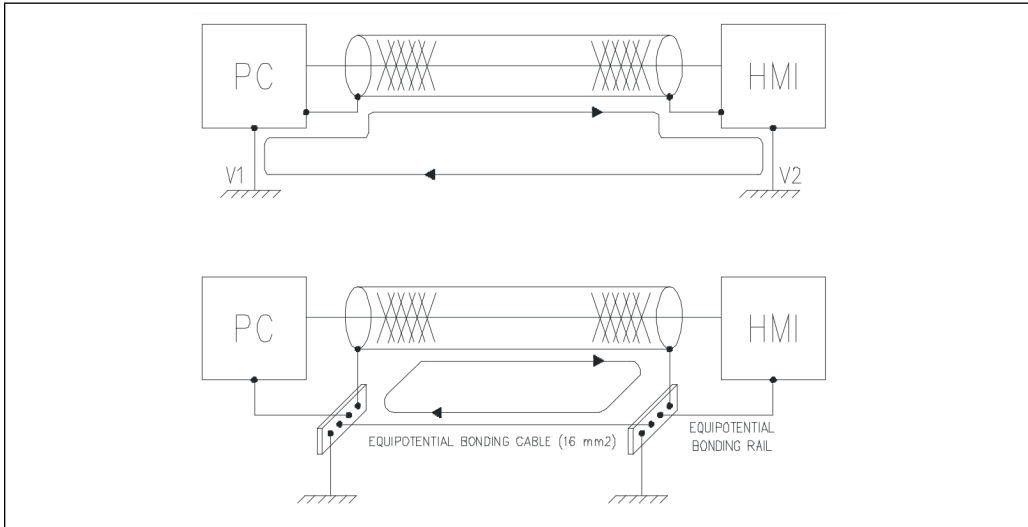 PC
HMI
V1
V2
PC
HMI
EQUIPOTENTIAL BONDING CABLE (16 mm2)
EQUIPOTENTIAL
BONDING RAIL